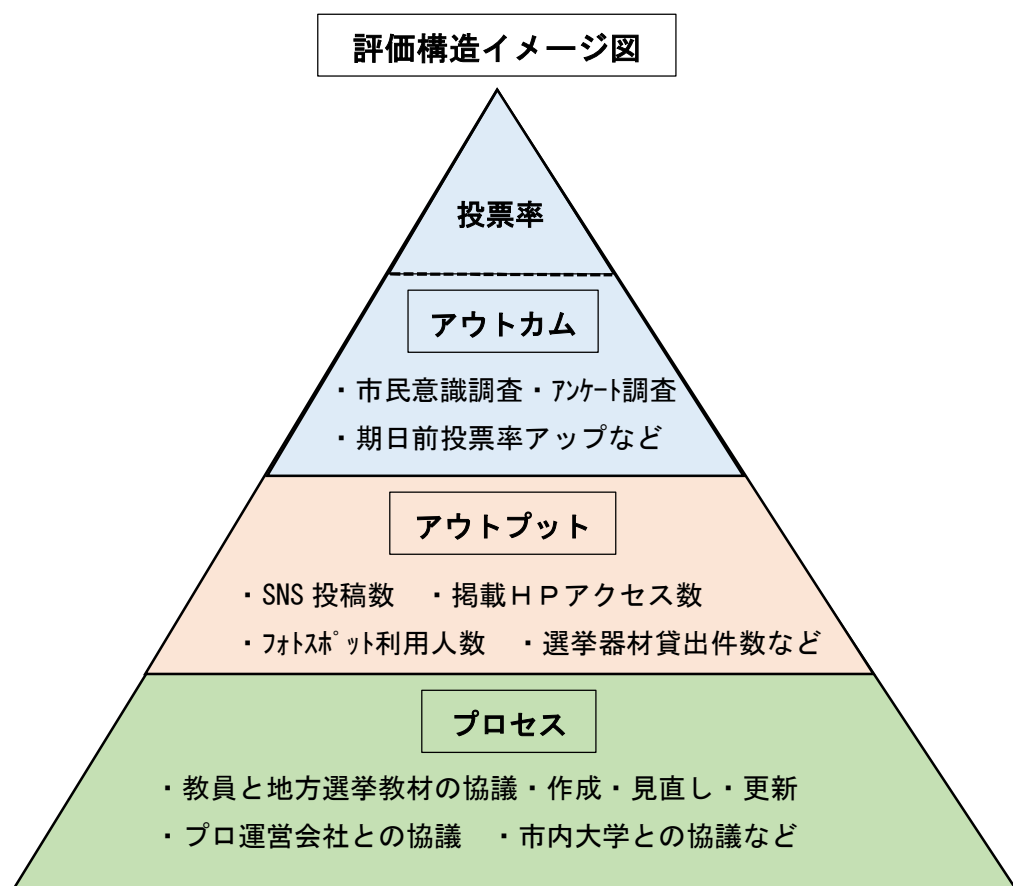 評価構造イメージ図
投票率
アウトカム
・市民意識調査・ｱﾝｹｰﾄ調査
・期日前投票率アップなど
アウトプット
・SNS 投稿数　・掲載ＨＰアクセス数
・ﾌｫﾄｽﾎﾟｯﾄ利用人数　・選挙器材貸出件数など
プロセス
・教員と地方選挙教材の協議・作成・見直し・更新
・プロ運営会社との協議　・市内大学との協議など